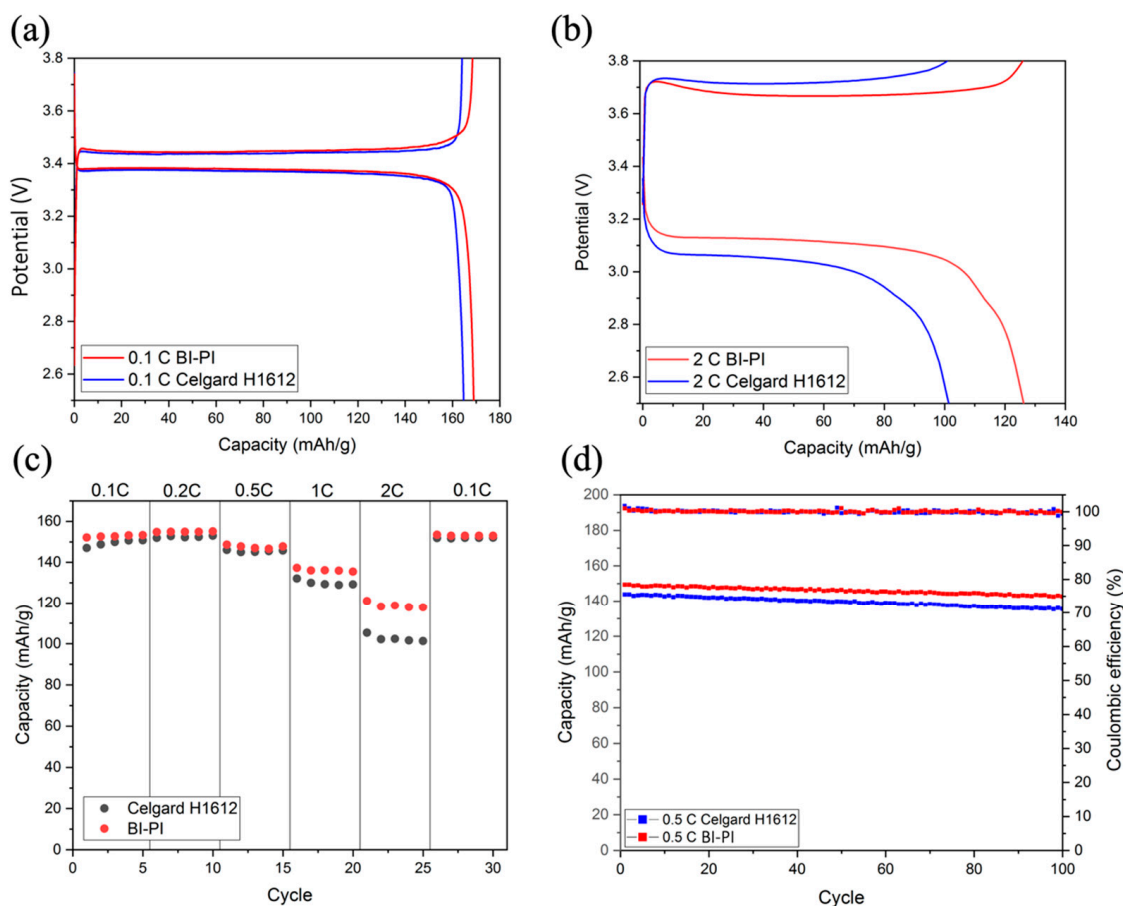 (a)
3.8
3.6
3.4
3.2
3.0
2.8
2.6
Potential (V)
0.1 C BI-PI
0.1 C Celgard H1612
0 20 40 60 80 100 120 140 160 180
Capacity (mAh/g)
(b)
3.8
3.6
3.4
3.2
3.0
2.8
2.6
Potential (V)
2 C BI-PI
2 C Celgard H1612
0 20 40 60 80 100 120 140
Capacity (mAh/g)
(c)
0.1C 0.2C 0.5C 1C 2C 0.1C
160
140
120
100
80
60
40
20
0
Capacity (mAh/g)
Celgard H1612
BI-PI
0 5 10 15 20 25 30
Cycle
(d)
200
180
160
140
120
100
80
60
40
20
0
Capacity (mAh/g)
0.5 C Celgard H1612
0.5 C BI-PI
0 20 40 60 80 100
Cycle
100
90
80
70
60
50
40
30
20
10
0
Coulombic efficiency (%)